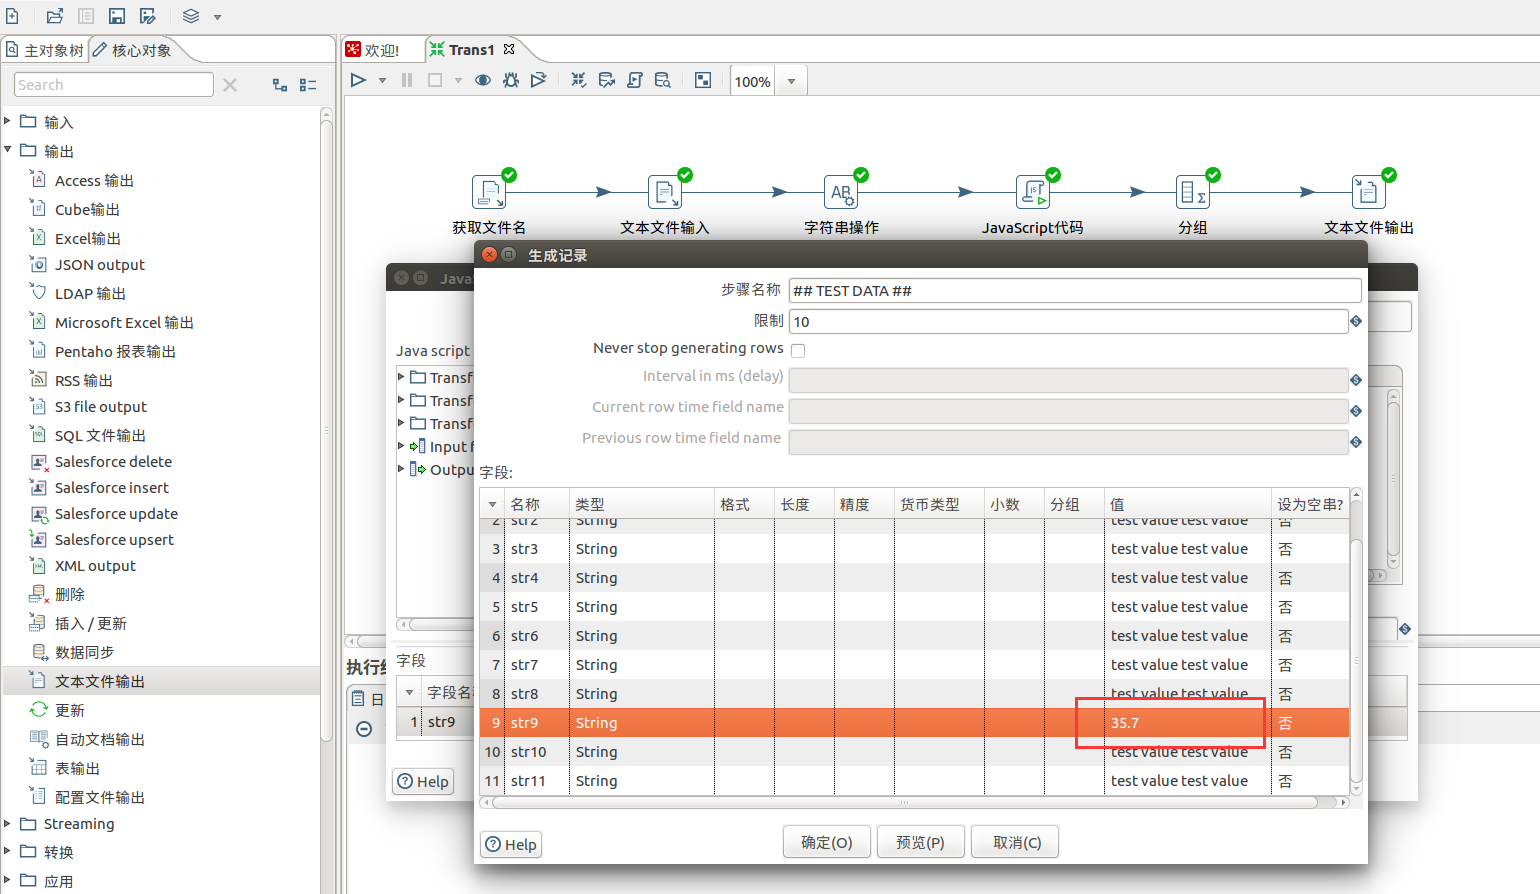 主对象树
核心对象
欢迎!
Trans1
Search
100%
输入
输出
Access 输出
Cube输出
Excel输出
JSON output
LDAP 输出
Microsoft Excel 输出
Pentaho 报表输出
RSS 输出
S3 file output
SQL 文件输出
Salesforce delete
Salesforce insert
Salesforce update
Salesforce upsert
XML output
删除
插入 / 更新
数据同步
文本文件输出
更新
自动文档输出
表输出
配置文件输出
Streaming
转换
应用
获取文件名
文本文件输入
字符串操作
JavaScript代码
分组
文本文件输出
Java script
Transf
Transf
Transf
Input f
Outpu
字段
字段名
1 str9
Help
执行结
日
生成记录
步骤名称 ## TEST DATA ##
限制 10
Never stop generating rows
Interval in ms (delay)
Current row time field name
Previous row time field name
字段:
名称 类型 格式 长度 精度 货币类型 小数 分组 值 设为空串?
2 str2 String test value test value 否
3 str3 String test value test value 否
4 str4 String test value test value 否
5 str5 String test value test value 否
6 str6 String test value test value 否
7 str7 String test value test value 否
8 str8 String test value test value 否
9 str9 String 35.7 否
10 str10 String test value test value 否
11 str11 String test value test value 否
Help
确定(O)
预览(P)
取消(C)